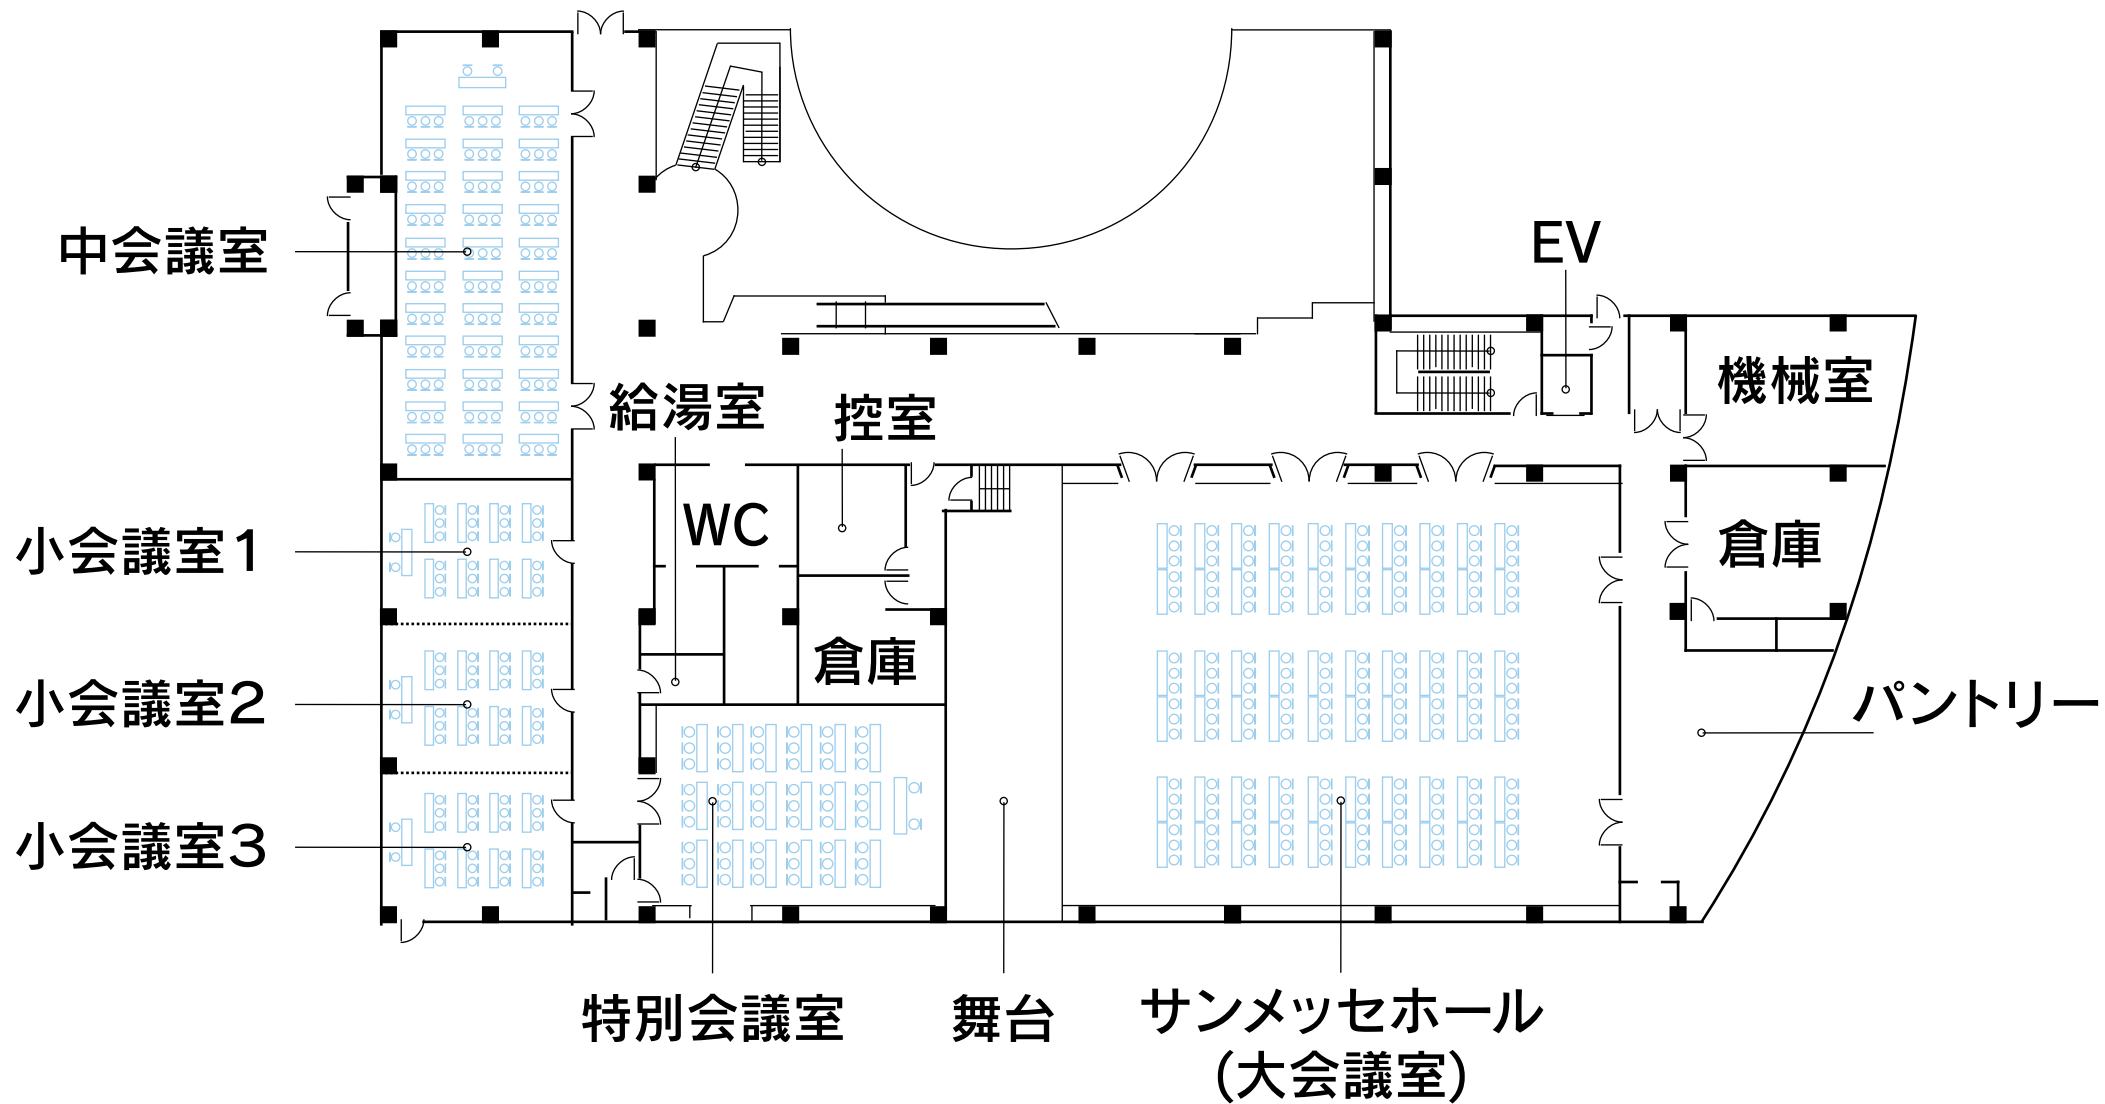 中会議室
EV
機械室
給湯室
控室
WC
小会議室1
倉庫
小会議室2
倉庫
パントリー
小会議室3
特別会議室
舞台
サンメッセホール
(大会議室)